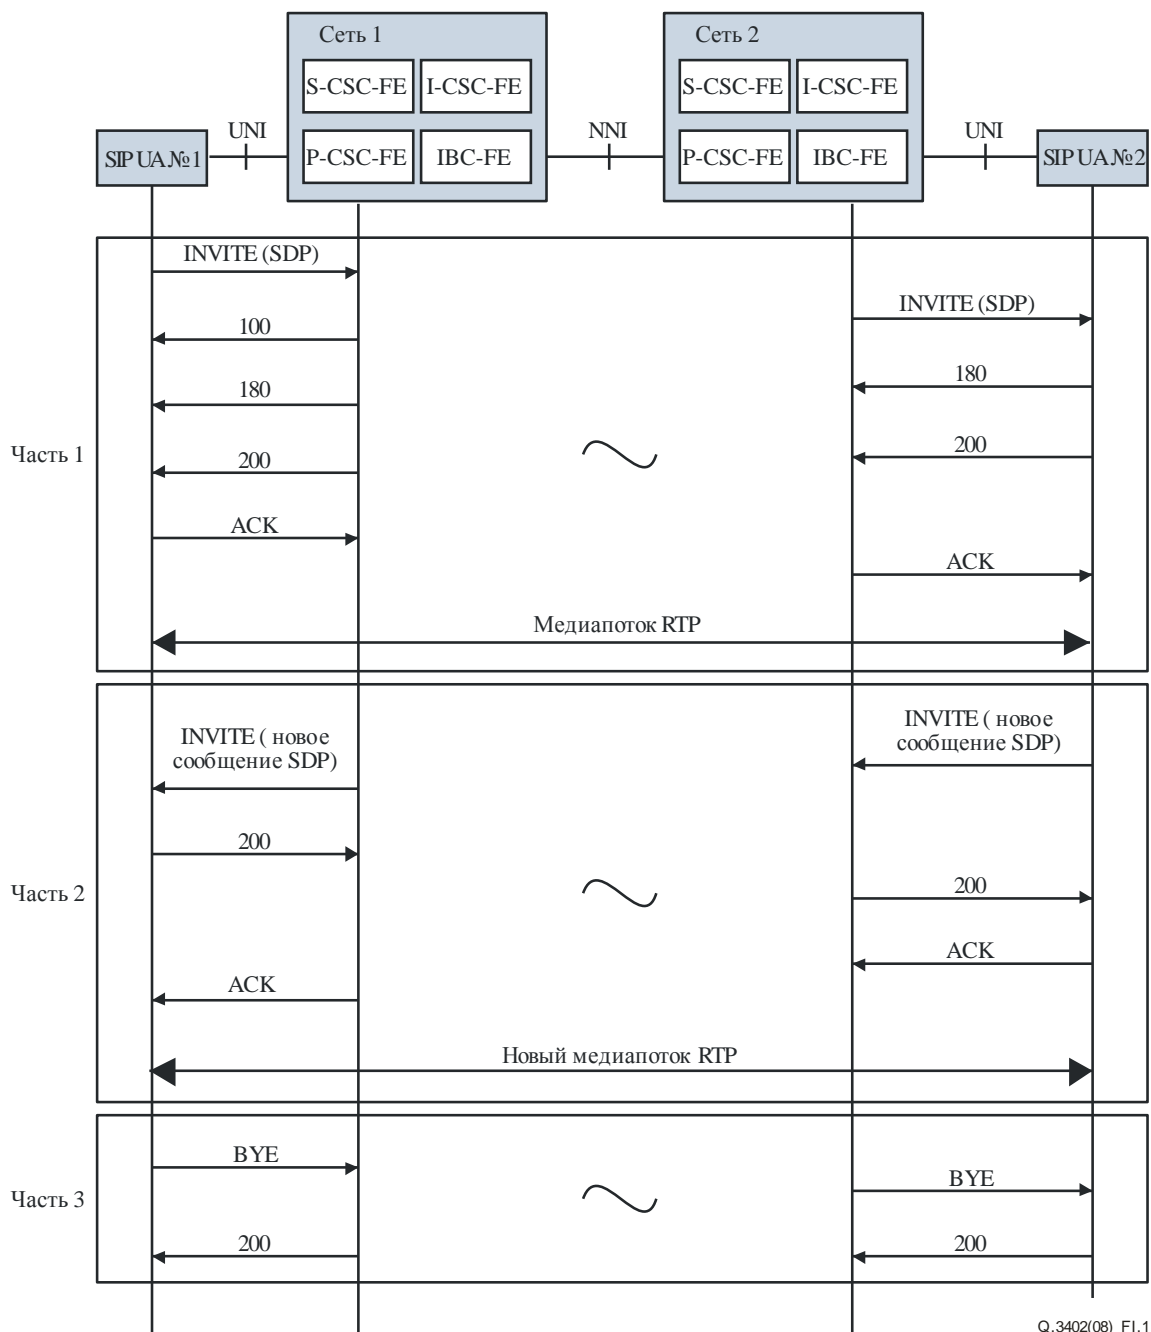 Сеть 1
Сеть 2
S-CSC-FE
I-CSC-FE
S-CSC-FE
I-CSC-FE
UNI
NNI
UNI
SIP UA №1
P-CSC-FE
IBC-FE
P-CSC-FE
IBC-FE
SIP UA №2
INVITE (SDP)
INVITE (SDP)
100
180
180
Часть 1
200
200
ACK
ACK
Медиапоток RTP
INVITE ( новое
сообщение SDP)
INVITE ( новое
сообщение SDP)
200
Часть 2
200
ACK
ACK
Новый медиапоток RTP
BYE
BYE
Часть 3
200
200
Q.3402(08)_FI.1